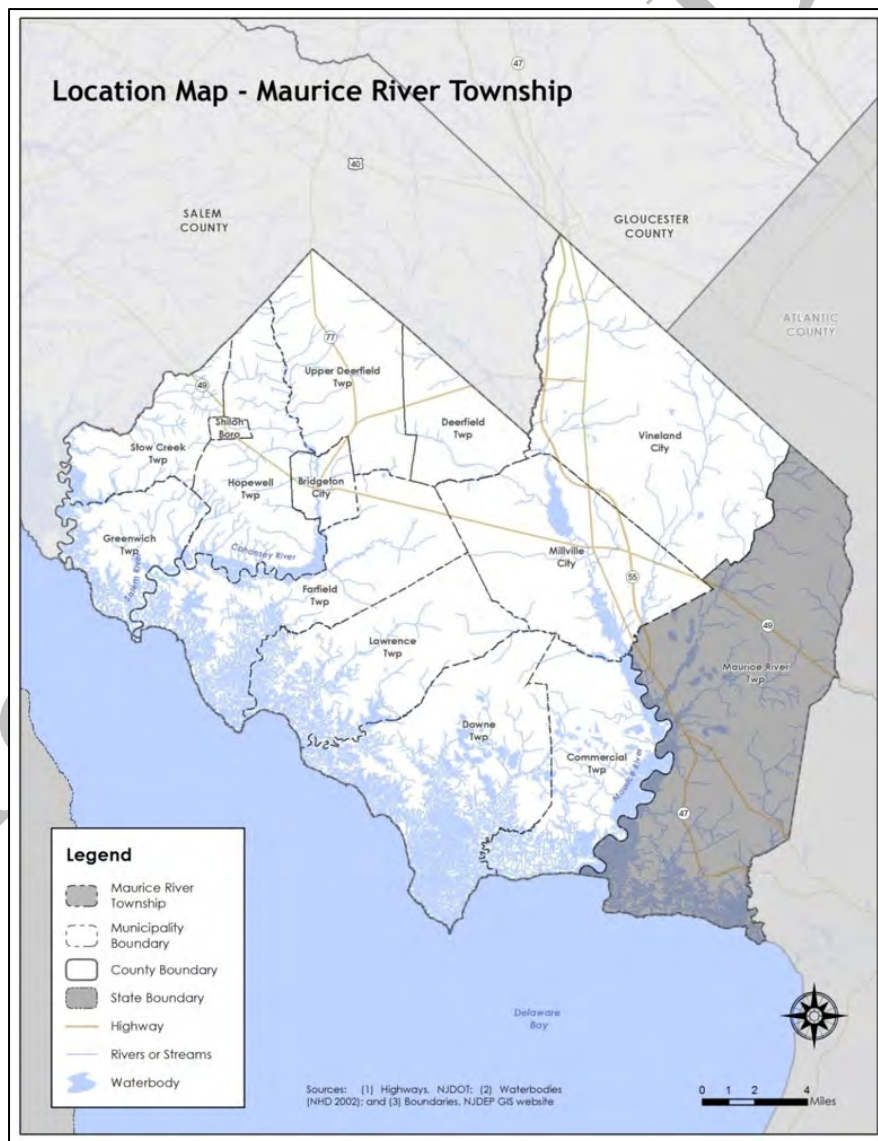 Location Map - Maurice River Township
47
40
SALEM
COUNTY
GLOUCESTER
COUNTY
ATLANTIC
COUNTY
77
Upper Deerfield
Twp
49
Deerfield
Twp
Shiloh
Boro
Vineland
City
Stow Creek
Twp
Hopewell
Twp
Bridgeton
City
Greenwich
Twp
Cohansey River
Millville
City
55
Farfield
Twp
49
Lawrence
Twp
Maurice River
Twp
Downe
Twp
Commercial
Twp
Maurice River
47
Legend
Maurice River
Township
Municipality
Boundary
County Boundary
State Boundary
Highway
Rivers or Streams
Waterbody
Delaware
Bay
Sources: (1) Highways, NJDOT; (2) Waterbodies
(NHD 2002); and (3) Boundaries, NJDEP GIS website
0 1 2 4
Miles